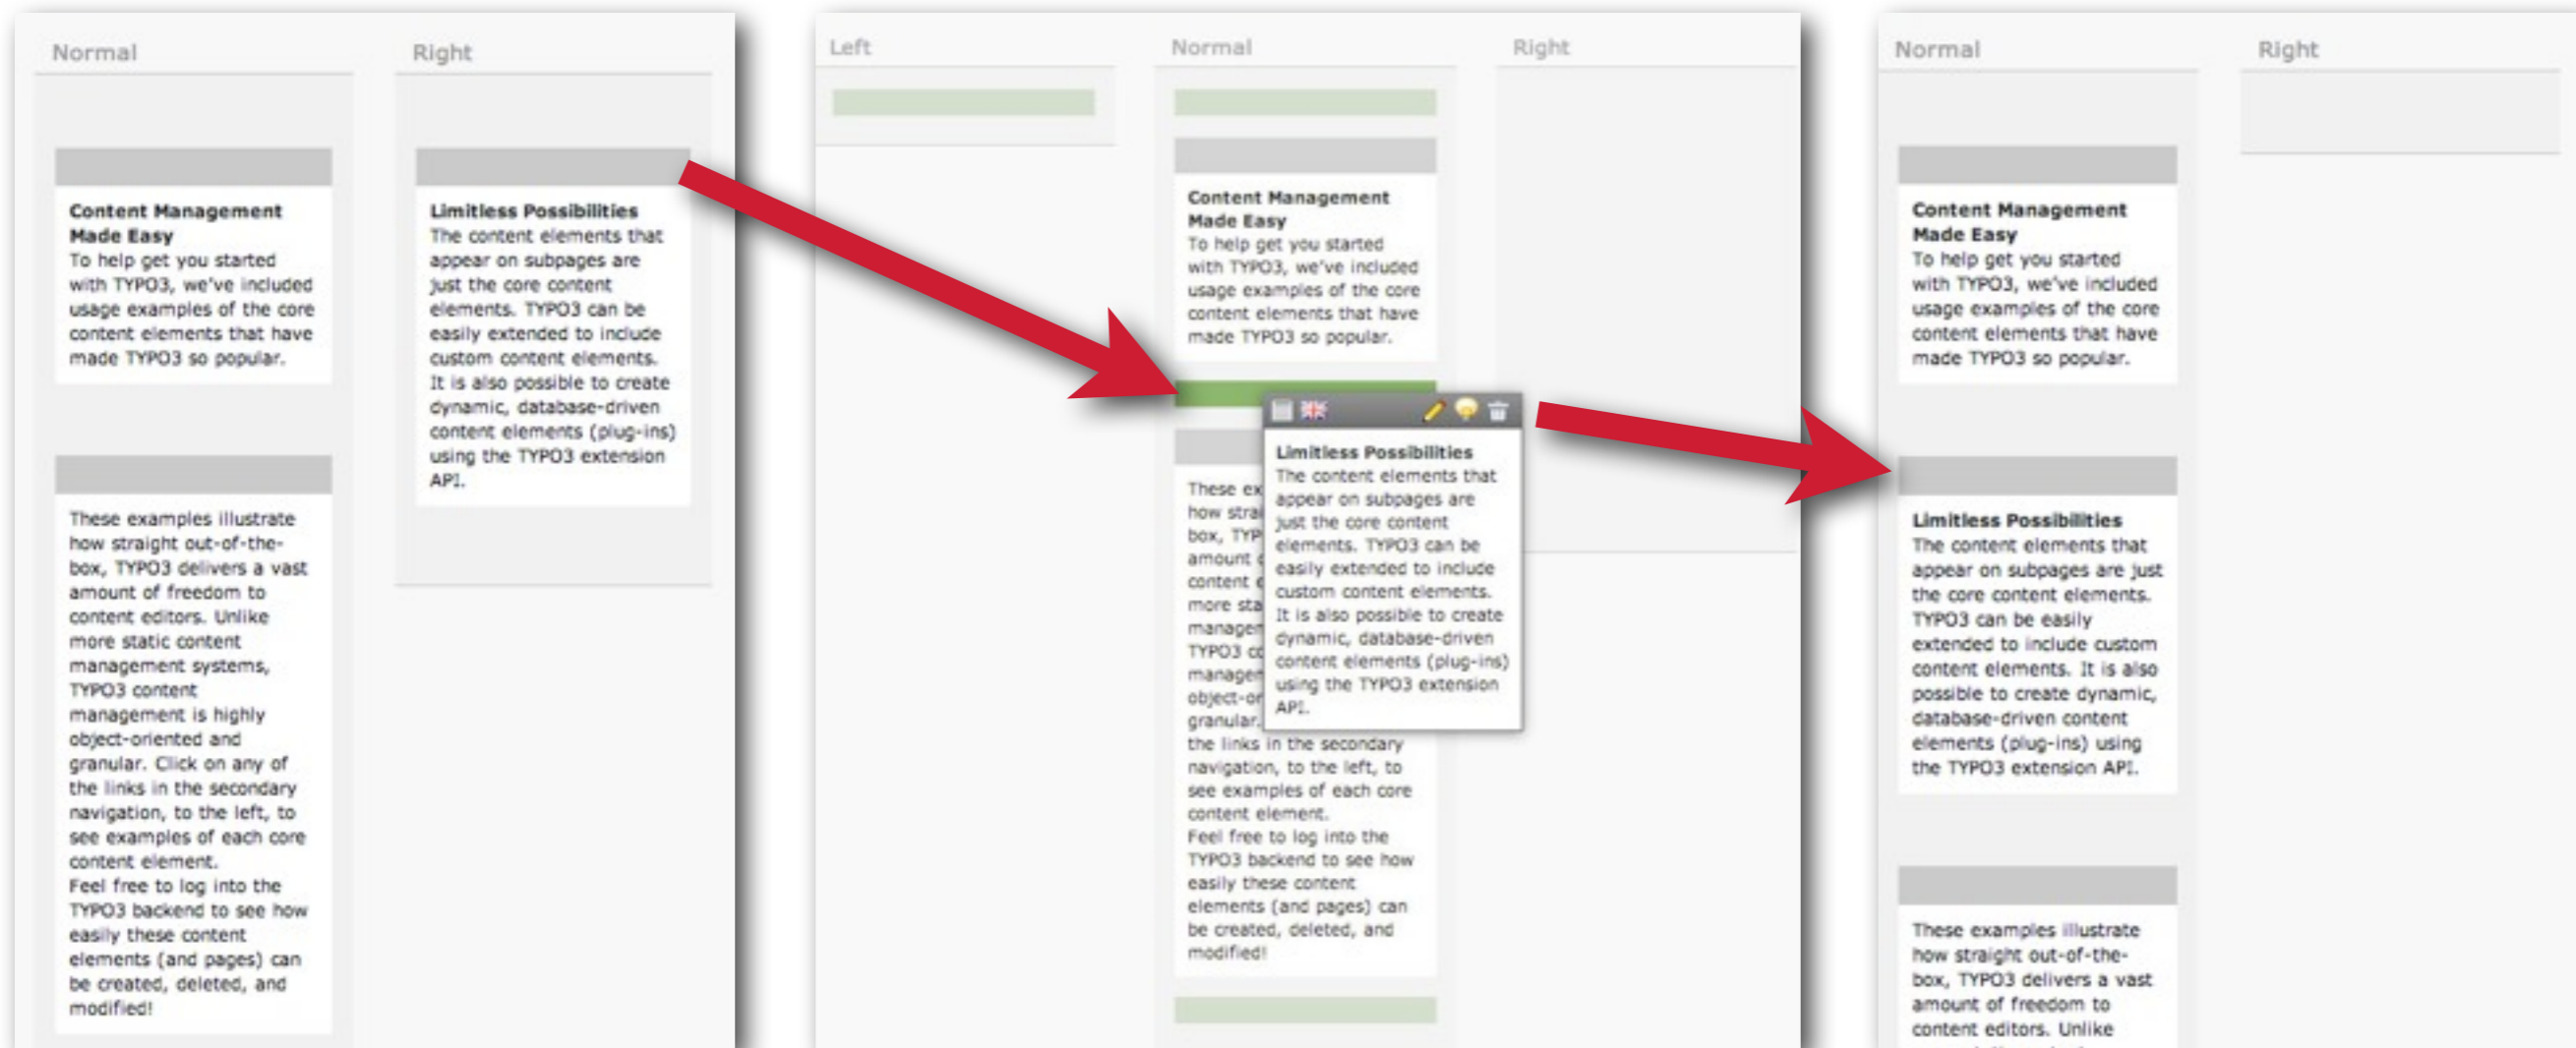 Normal
Content Management
Made Easy
To help get you started
with TYPO3, we've included
usage examples of the core
content elements that have
made TYPO3 so popular.
These examples illustrate
how straight out-of-the-
box, TYPO3 delivers a vast
amount of freedom to
content editors. Unlike
more static content
management systems,
TYPO3 content
management is highly
object-oriented and
granular. Click on any of
the links in the secondary
navigation, to the left, to
see examples of each core
content element.
Feel free to log into the
TYPO3 backend to see how
easily these content
elements (and pages) can
be created, deleted, and
modified!
Right
Limitless Possibilities
The content elements that
appear on subpages are
just the core content
elements. TYPO3 can be
easily extended to include
custom content elements.
It is also possible to create
dynamic, database-driven
content elements (plug-ins)
using the TYPO3 extension
API.
Left
Normal
Content Management
Made Easy
To help get you started
with TYPO3, we've included
usage examples of the core
content elements that have
made TYPO3 so popular.
These ex
how strai
box, TYP
amount
content
more sta
manager
TYPO3 co
manager
object-or
granular.
the links in the secondary
navigation, to the left, to
see examples of each core
content element.
Feel free to log into the
TYPO3 backend to see how
easily these content
elements (and pages) can
be created, deleted, and
modified!
Right
Limitless Possibilities
The content elements that
appear on subpages are
just the core content
elements. TYPO3 can be
easily extended to include
custom content elements.
It is also possible to create
dynamic, database-driven
content elements (plug-ins)
using the TYPO3 extension
API.
Normal
Content Management
Made Easy
To help get you started
with TYPO3, we've included
usage examples of the core
content elements that have
made TYPO3 so popular.
Limitless Possibilities
The content elements that
appear on subpages are just
the core content elements.
TYPO3 can be easily
extended to include custom
content elements. It is also
possible to create dynamic,
database-driven content
elements (plug-ins) using
the TYPO3 extension API.
These examples illustrate
how straight out-of-the-
box, TYPO3 delivers a vast
amount of freedom to
content editors. Unlike
Right